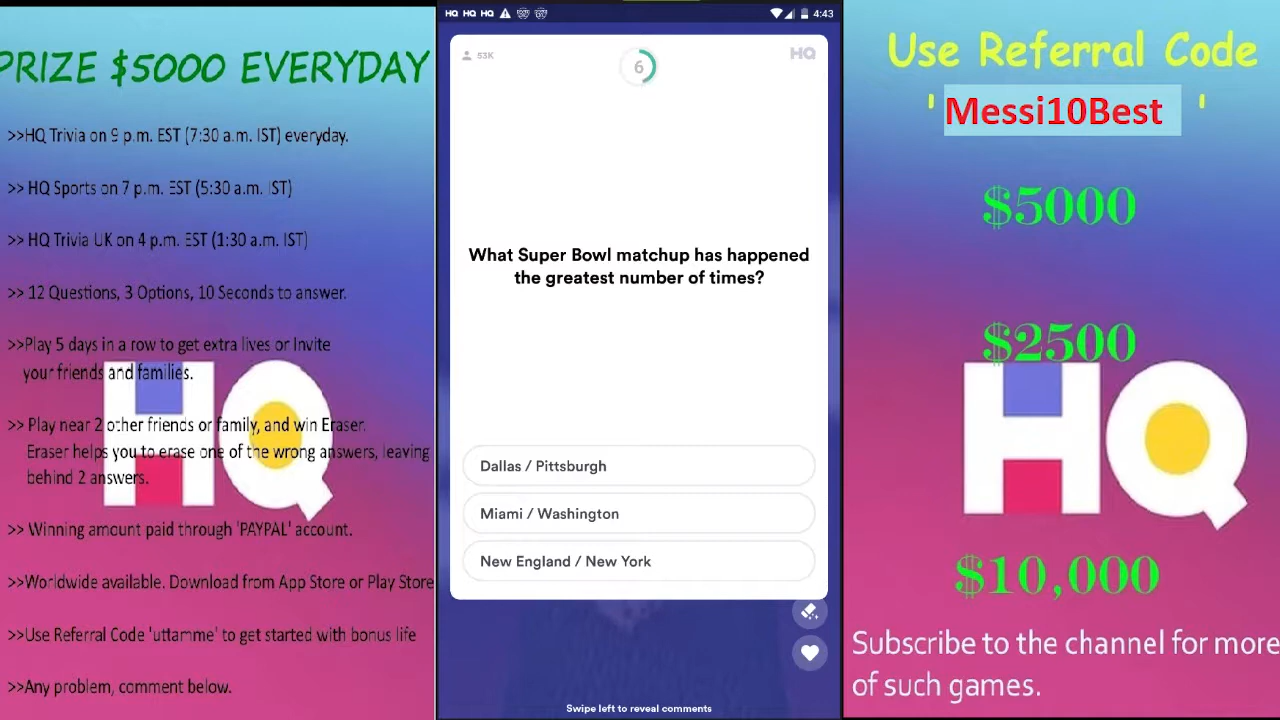 PRIZE $5000 EVERYDAY
>>HQ Trivia on 9 p.m. EST (7:30 a.m. IST) everyday.
>> HQ Sports on 7 p.m. EST (5:30 a.m. IST)
>> HQ Trivia UK on 4 p.m. EST (1:30 a.m. IST)
>> 12 Questions, 3 Options, 10 Seconds to answer.
>>Play 5 days in a row to get extra lives or Invite
your friends and families.
>> Play near 2 other friends or family, and win Eraser.
Eraser helps you to erase one of the wrong answers, leaving
behind 2 answers.
>> Winning amount paid through 'PAYPAL' account.
>>Worldwide available. Download from App Store or Play Store
>>Use Referral Code 'uttamme' to get started with bonus life
>>Any problem, comment below.
HQ
HQ HQ HQ 4:43
53K 6 HQ
What Super Bowl matchup has happened
the greatest number of times?
Dallas / Pittsburgh
Miami / Washington
New England / New York
Swipe left to reveal comments
Use Referral Code
' Messi10Best '
$5000
$2500
HQ
$10,000
Subscribe to the channel for more
of such games.